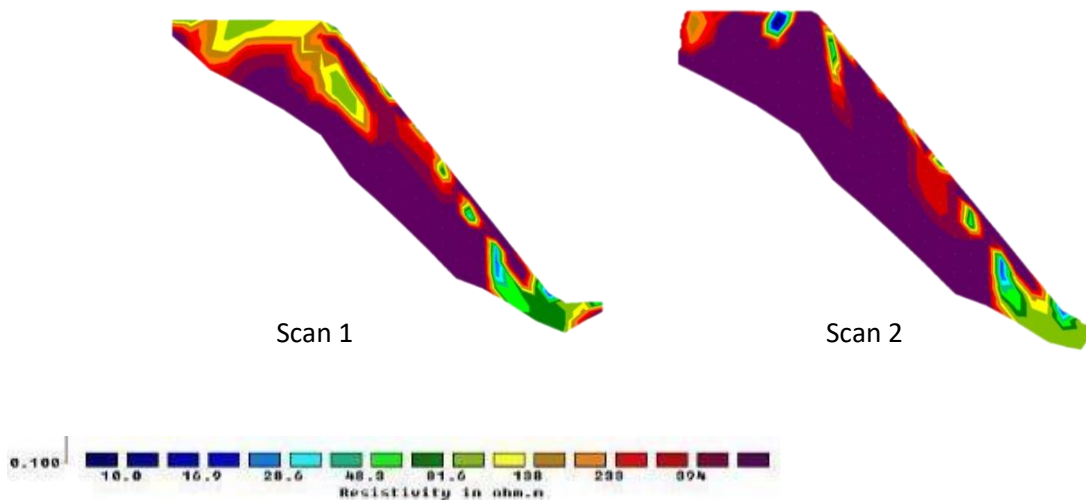 Scan 1
Scan 2
0.100
10.0 16.9 28.6 48.3 81.6 138 233 394
Resistivity in ohm.m